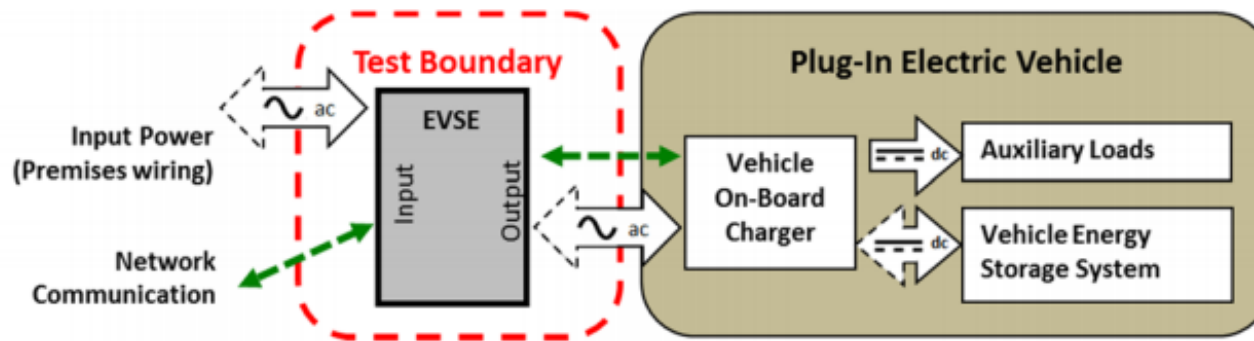 Test Boundary
Plug-In Electric Vehicle
ac
EVSE
Input Power
(Premises wiring)
Input
Output
ac
Vehicle
On-Board
Charger
dc
Auxiliary Loads
dc
Vehicle Energy
Storage System
Network
Communication